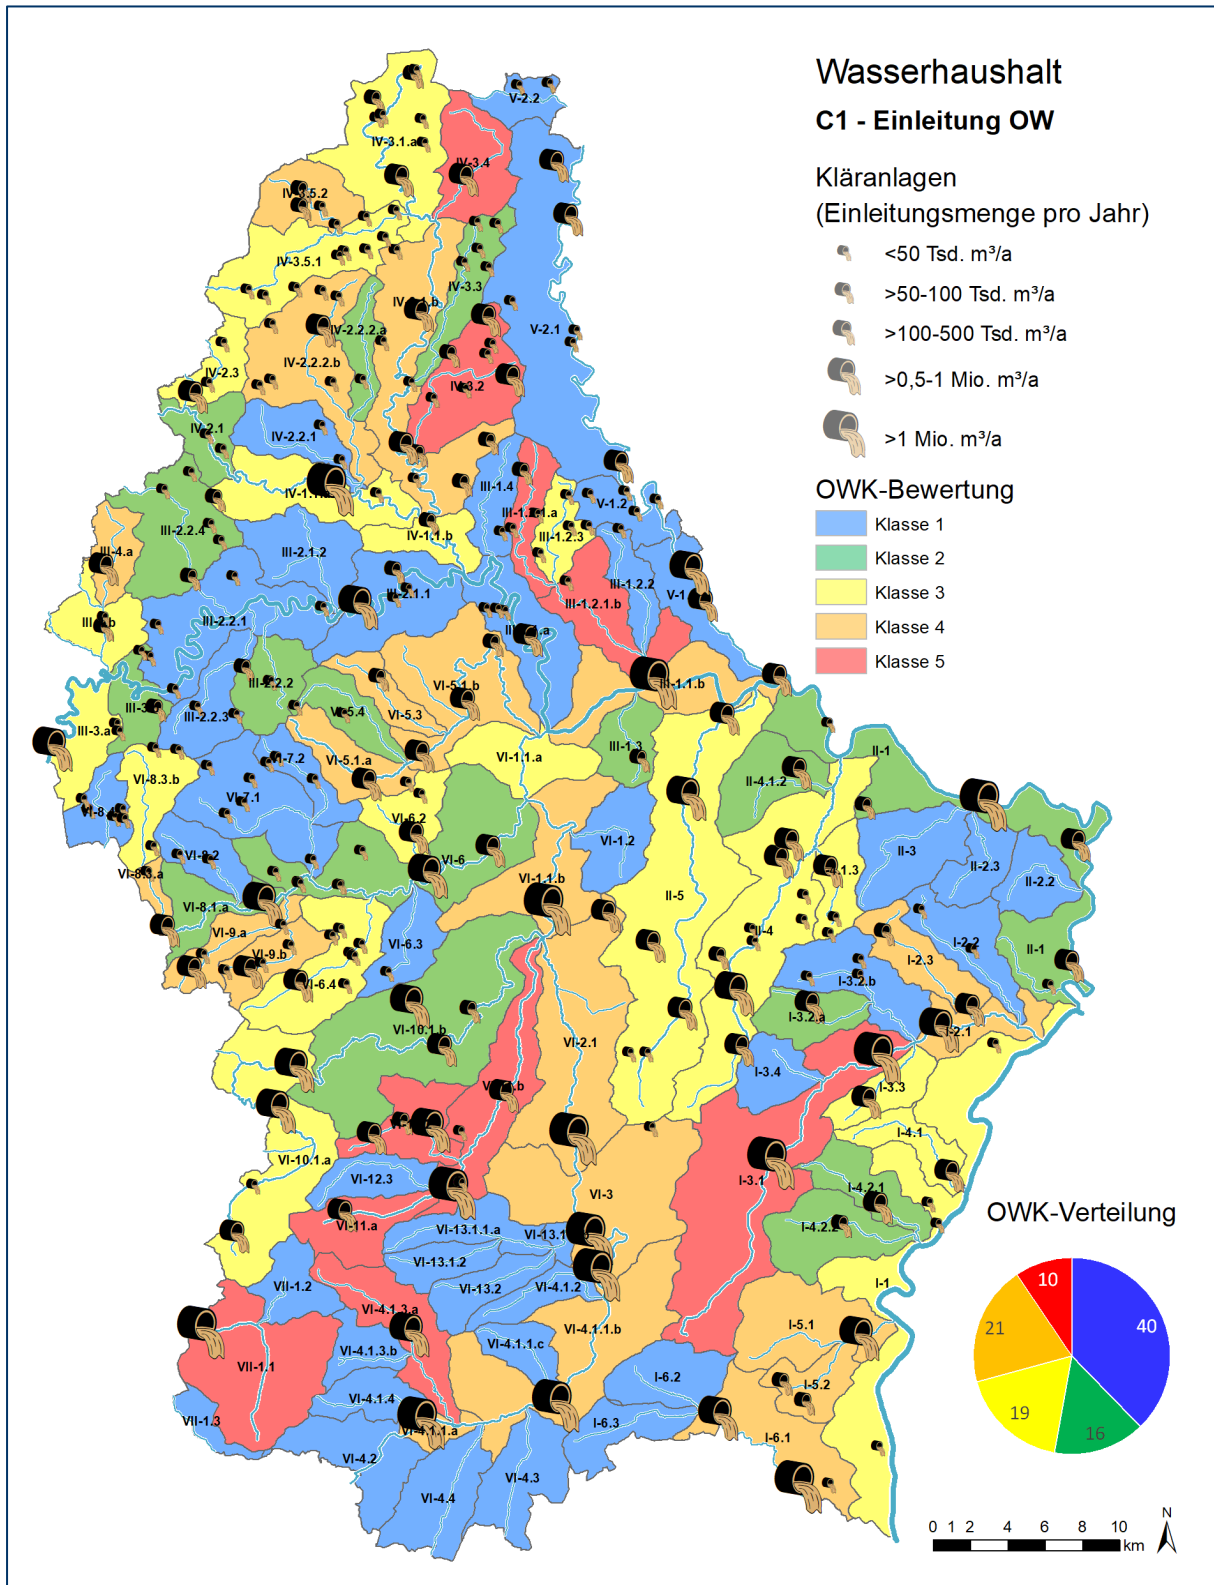 Wasserhaushalt
C1 - Einleitung OW
Kläranlagen
(Einleitungsmenge pro Jahr)
<50 Tsd. m³/a
>50-100 Tsd. m³/a
>100-500 Tsd. m³/a
>0,5-1 Mio. m³/a
>1 Mio. m³/a
OWK-Bewertung
Klasse 1
Klasse 2
Klasse 3
Klasse 4
Klasse 5
V-2.2
IV-3.1.a
IV-3.4
IV-3.5.2
IV-3.5.1
IV-3.3
V-2.1
IV-2.2.2.a
IV-2.2.2.b
IV-2.3
IV-3.2
IV-2.1
IV-2.2.1
III-1.4
V-1.2
III-2.2.4
IV-1.1.b
III-1.2.3
III-4.a
III-2.1.2
III-1.2.2
III-2.1.1
III-1.2.1.b
III-2.2.1
III-1.1.b
III-2.2.2
VI-5.1.b
III-2.2.3
VI-5.3
III-3.a
III-1.3
II-1
VI-7.2
VI-5.1.a
VI-1.1.a
VI-8.3.b
II-4.1.2
VI-7.1
VI-6.2
VI-1.2
II-3
VI-8.2
VI-6
II-2.3
VI-8.3.a
VI-1.1.b
II-2.2
II-5
VI-8.1.a
VI-9.a
II-4
VI-9.b
VI-6.3
I-2.2
II-1
I-2.3
VI-6.4
I-3.2.b
I-3.2.a
VI-10.1.b
I-2.1
VI-2.1
I-3.4
I-3.3
I-4.1
VI-10.1.a
VI-12.3
I-3.1
I-4.2.1
VI-3
VI-11.a
I-4.2.2
VI-13.1.1.a
VI-13.1.2
VI-13.2
VI-4.1.2
I-1
VII-1.2
VI-4.1.3.a
VI-4.1.1.b
I-5.1
VI-4.1.1.c
VI-4.1.3.b
VII-1.1
I-6.2
I-5.2
VI-4.1.4
VII-1.3
VI-4.1.1.a
I-6.3
I-6.1
VI-4.2
VI-4.3
VI-4.4
OWK-Verteilung
10
40
21
19
16
0 1 2 4 6 8 10
km
N